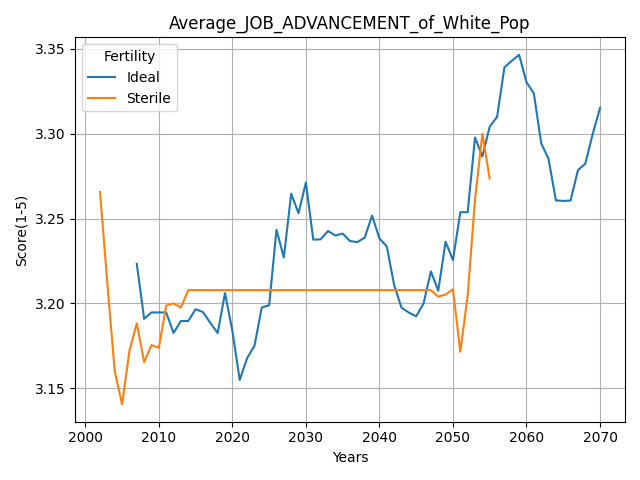 Average_JOB_ADVANCEMENT_of_White_Pop
Fertility
Ideal
Sterile
3.35
3.30
3.25
3.20
3.15
Score(1-5)
2000 2010 2020 2030 2040 2050 2060 2070
Years